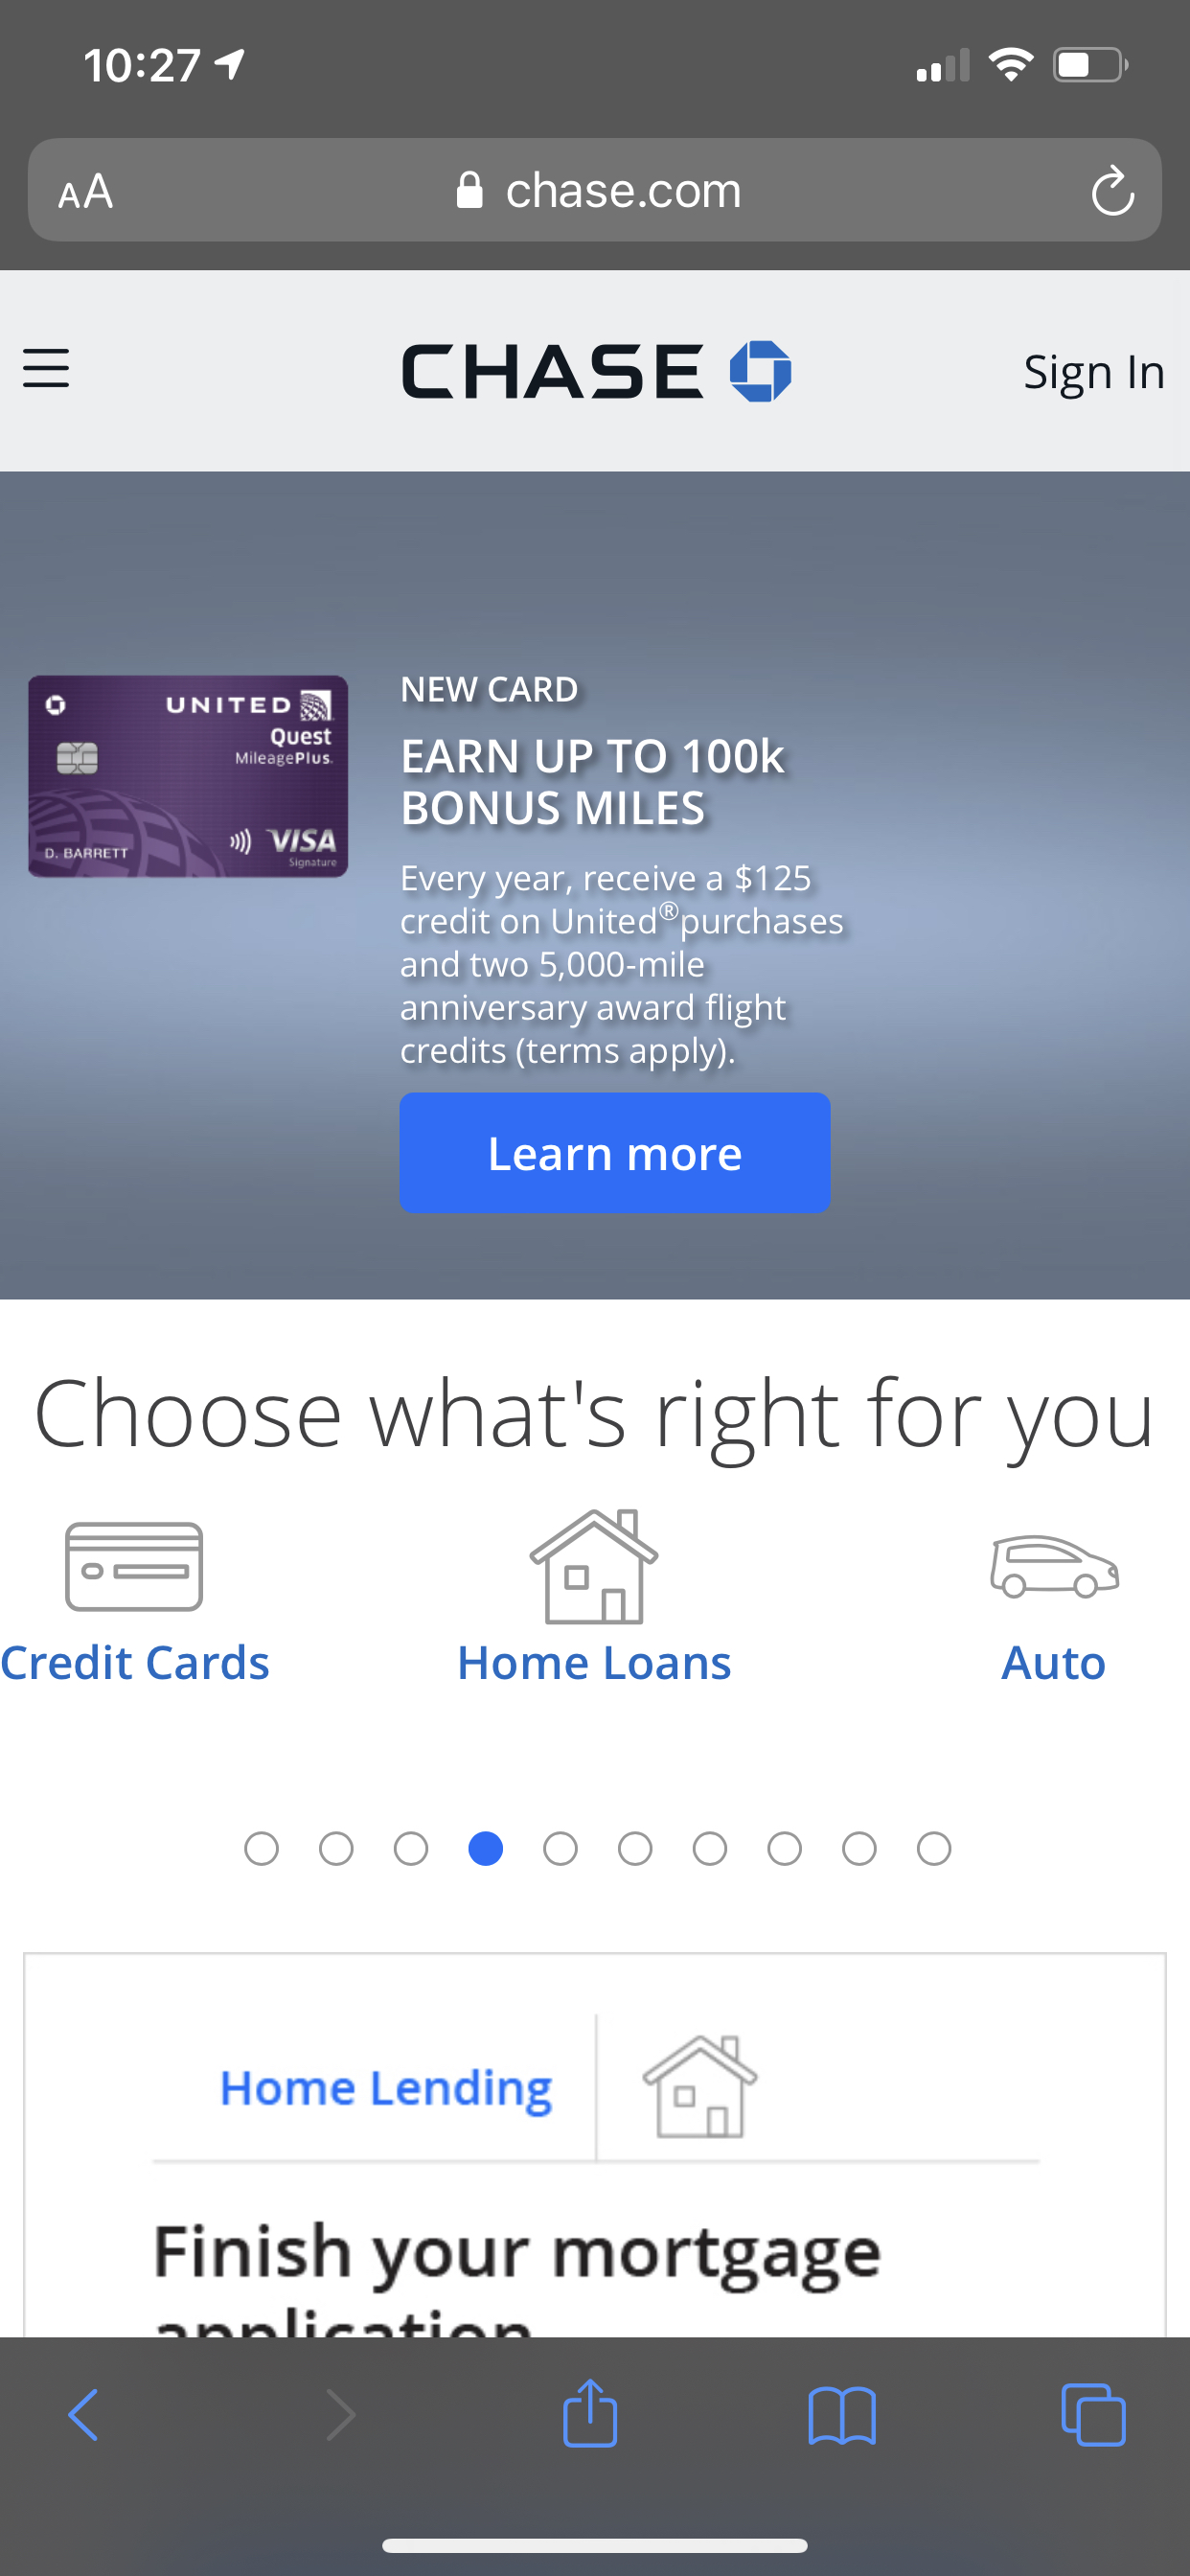 10:27
AA
chase.com
CHASE
Sign In
UNITED
Quest
MileagePlus.
D. BARRETT
VISA
Signature
NEW CARD
EARN UP TO 100k
BONUS MILES
Every year, receive a $125
credit on United®purchases
and two 5,000-mile
anniversary award flight
credits (terms apply).
Learn more
Choose what's right for you
Credit Cards
Home Loans
Auto
Home Lending
Finish your mortgage
application